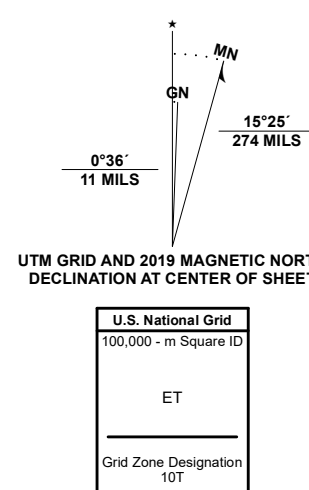 ★
MN
GN
15°25´
274 MILS
0°36´
11 MILS
UTM GRID AND 2019 MAGNETIC NORT
DECLINATION AT CENTER OF SHEET
U.S. National Grid
100,000 - m Square ID
ET
Grid Zone Designation
10T